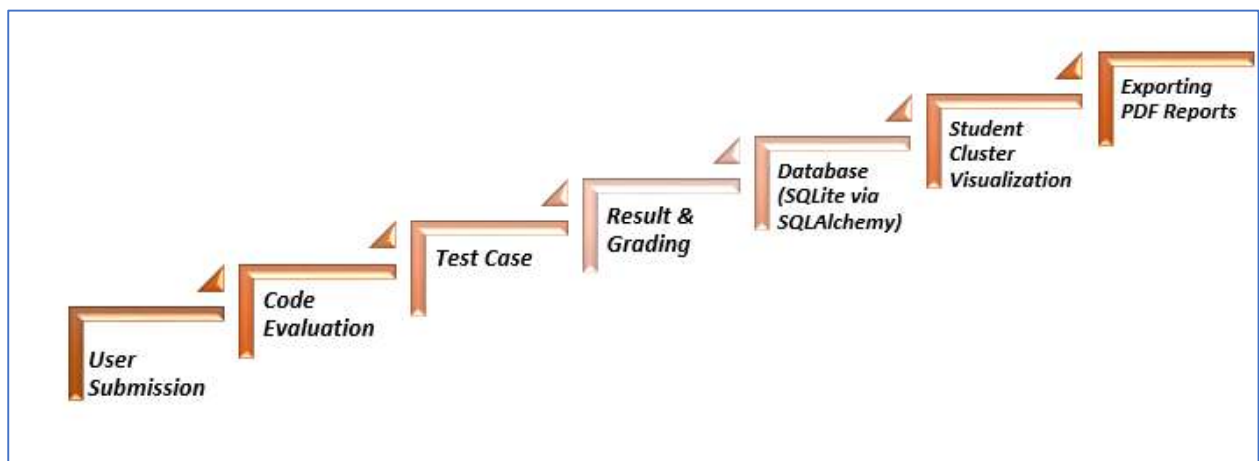 User
Submission
Code
Evaluation
Test Case
Result &
Grading
Database
(SQLite via
SQLAlchemy)
Student
Cluster
Visualization
Exporting
PDF Reports